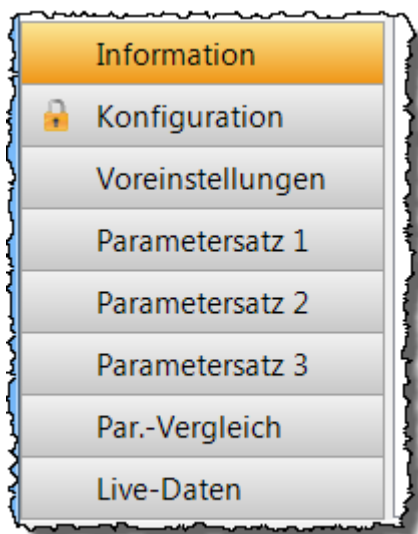 Information
Konfiguration
Voreinstellungen
Parametersatz 1
Parametersatz 2
Parametersatz 3
Par.-Vergleich
Live-Daten